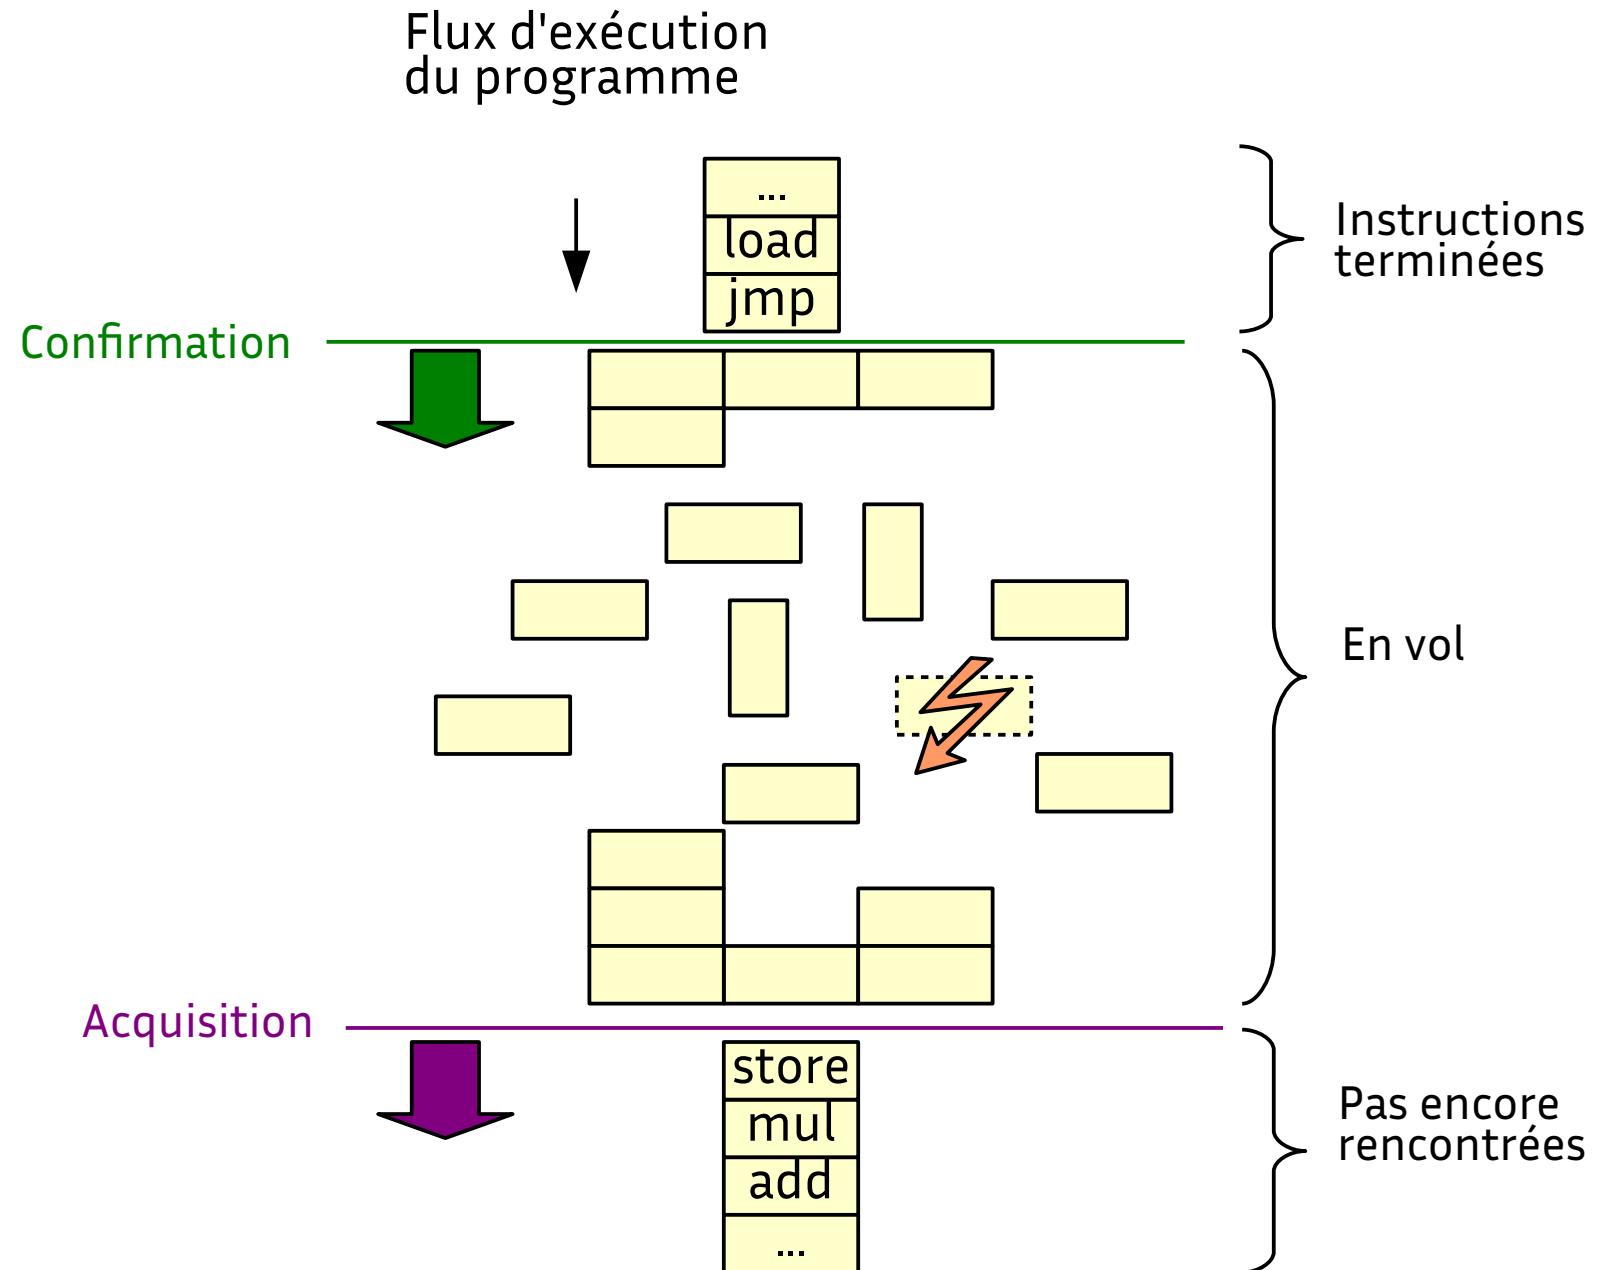 Flux d'exécution
du programme
...
load
jmp
Instructions
terminées
Confirmation
En vol
Acquisition
store
mul
add
...
Pas encore
rencontrées